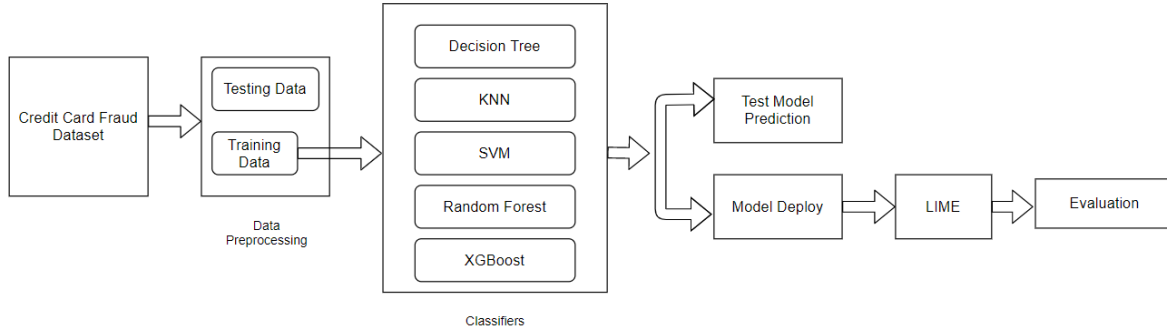 Credit Card Fraud
Dataset
Testing Data
Training
Data
Data
Preprocessing
Decision Tree
KNN
SVM
Random Forest
XGBoost
Classifiers
Test Model
Prediction
Model Deploy
LIME
Evaluation